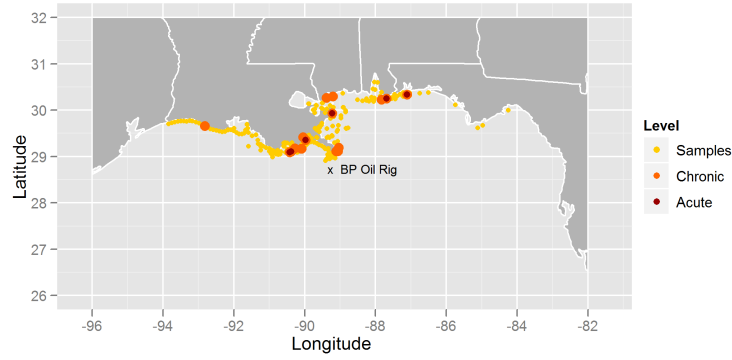 32
31
30
29
28
27
26
Latitude
x BP Oil Rig
-96 -94 -92 -90 -88 -86 -84 -82
Longitude
Level
Samples
Chronic
Acute